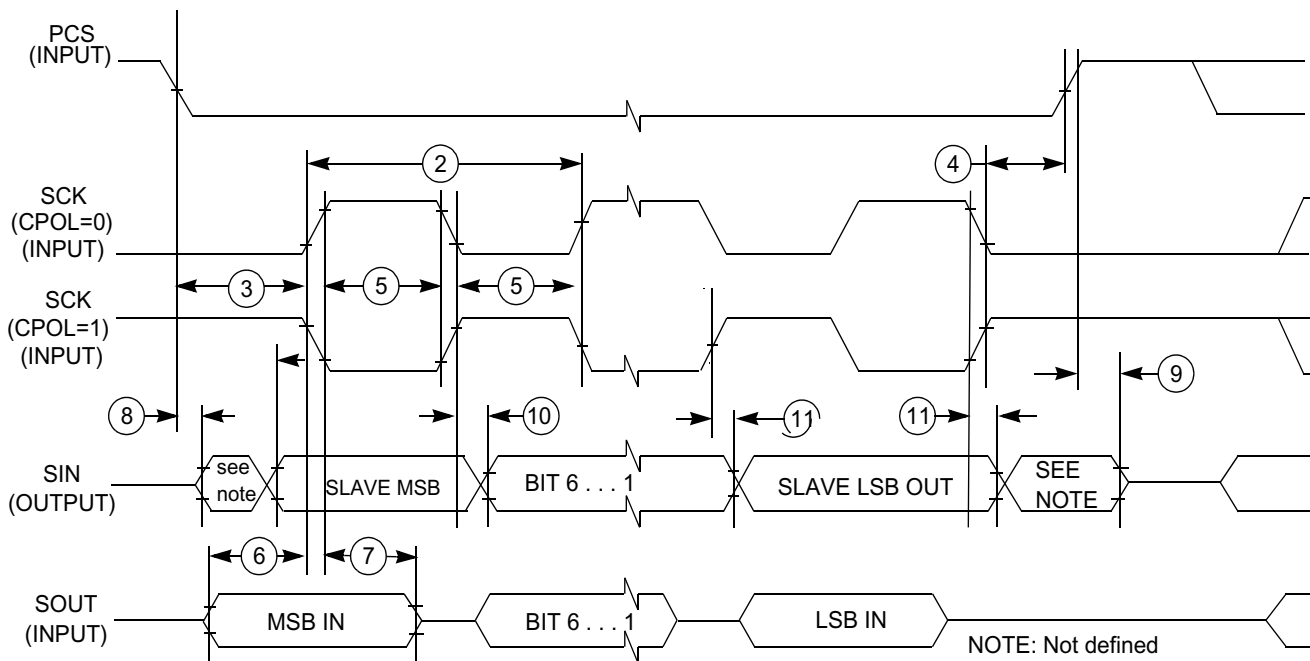 PCS
(INPUT)
2
4
SCK
(CPOL=0)
(INPUT)
3
5
5
SCK
(CPOL=1)
(INPUT)
9
8
10
11
11
SIN
(OUTPUT)
see
note
SLAVE MSB
BIT 6 . . . 1
SLAVE LSB OUT
SEE
NOTE
6
7
SOUT
(INPUT)
MSB IN
BIT 6 . . . 1
LSB IN
NOTE: Not defined